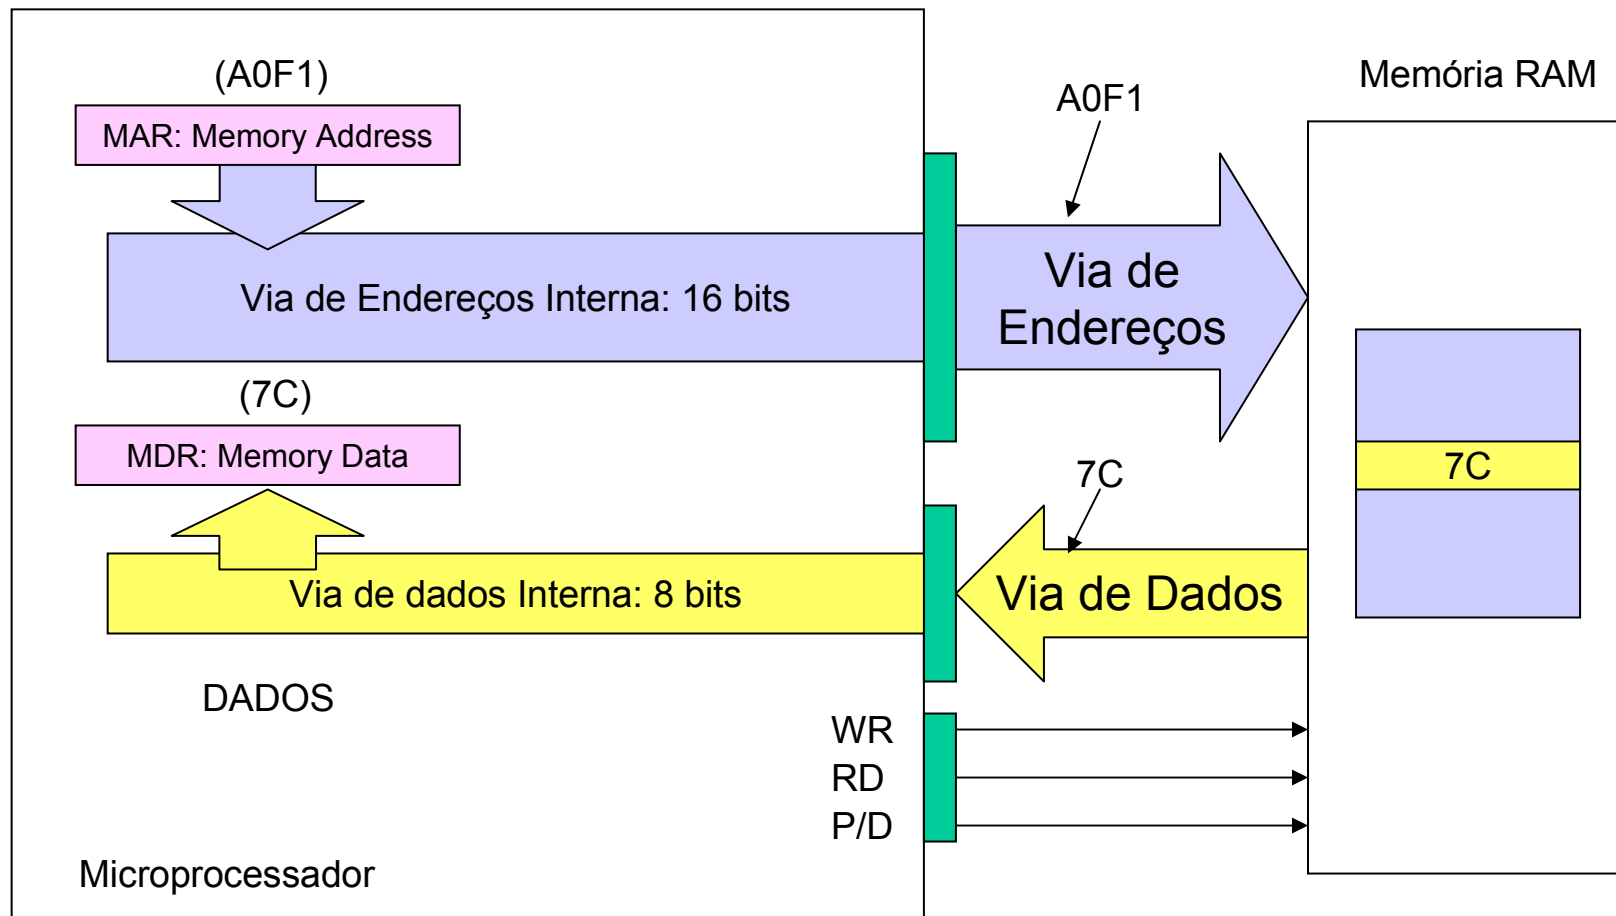 (A0F1)
MAR: Memory Address
Via de Endereços Interna: 16 bits
(7C)
MDR: Memory Data
Via de dados Interna: 8 bits
DADOS
WR
RD
P/D
Microprocessador
A0F1
Via de
Endereços
7C
Via de Dados
Memória RAM
7C